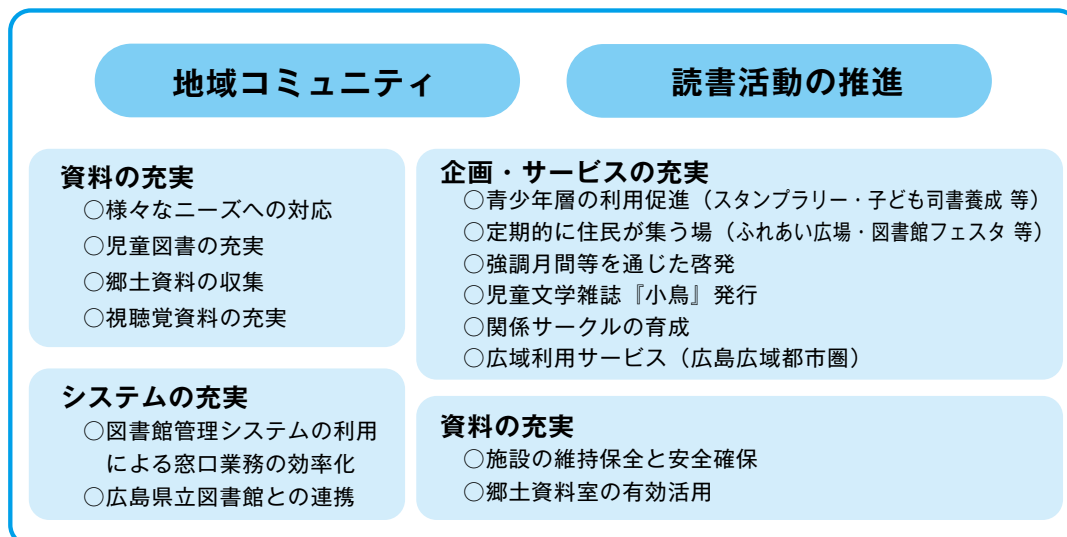 地域コミュニティ
読書活動の推進
資料の充実
○様々なニーズへの対応
○児童図書の充実
○郷土資料の収集
○視聴覚資料の充実
システムの充実
○図書館管理システムの利用
による窓口業務の効率化
○広島県立図書館との連携
企画・サービスの充実
○青少年層の利用促進（スタンプラリー・子ども司書養成 等）
○定期的に住民が集う場（ふれあい広場・図書館フェスタ 等）
○強調月間等を通じた啓発
○児童文学雑誌『小鳥』発行
○関係サークルの育成
○広域利用サービス（広島広域都市圏）
資料の充実
○施設の維持保全と安全確保
○郷土資料室の有効活用